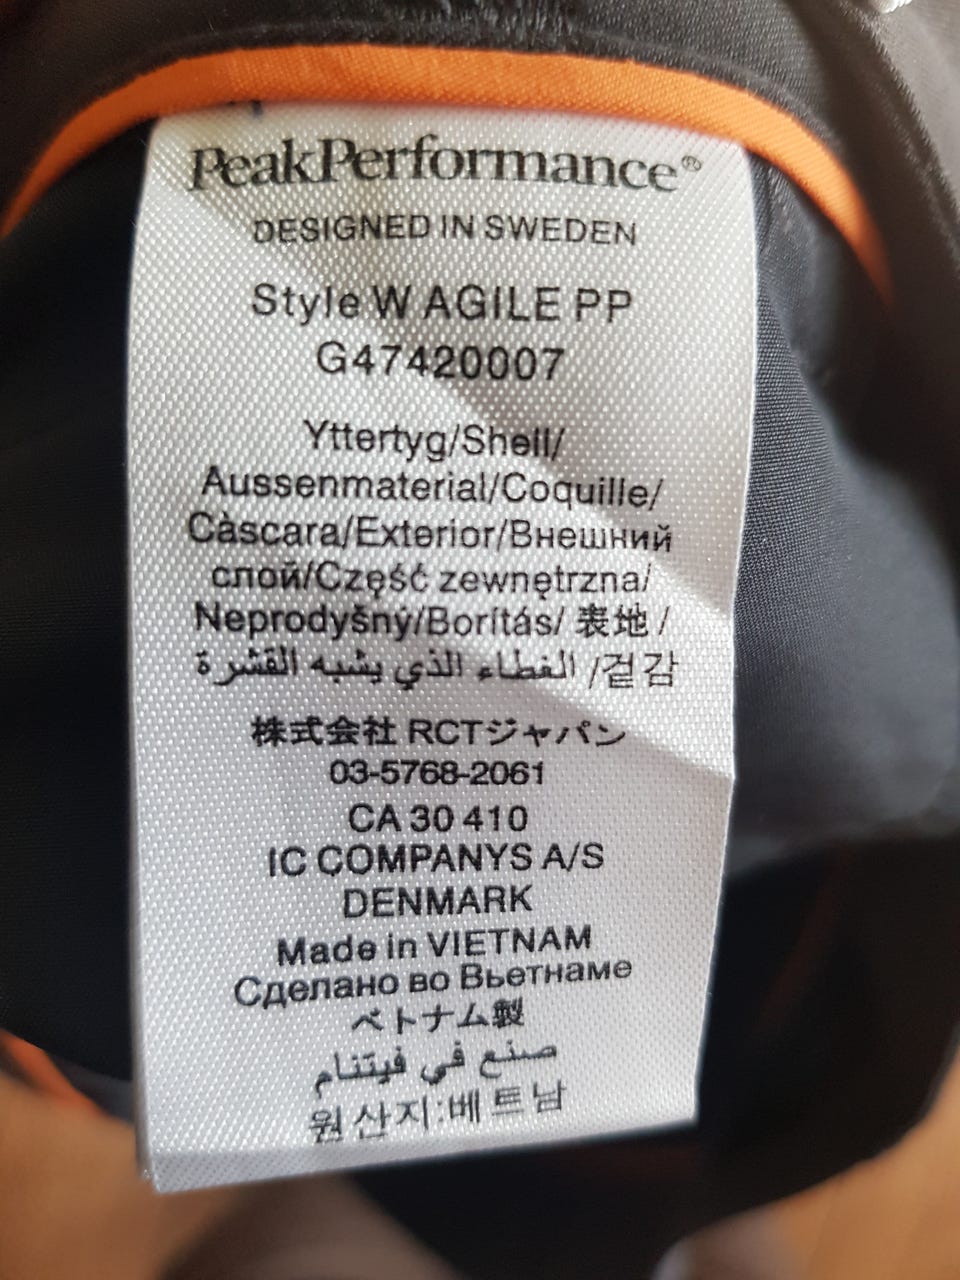 PeakPerformance®
DESIGNED IN SWEDEN
Style W AGILE PP
G47420007
Yttertyg/Shell/
Aussenmaterial/Coquille/
Càscara/Exterior/Внешний
слой/Część zewnętrzna/
Neprodyšný/Borítás/ 表地 /
الغطاء الذي يشبه القشرة /겉감
株式会社 RCTジャパン
03-5768-2061
CA 30 410
IC COMPANYS A/S
DENMARK
Made in VIETNAM
Сделано во Вьетнаме
ベトナム製
صنع في فيتنام
원산지:베트남